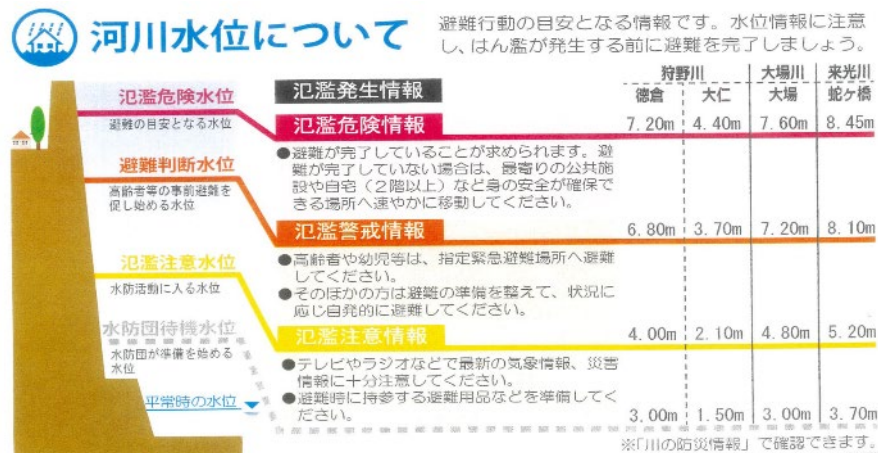 河川水位について
避難行動の目安となる情報です。水位情報に注意
し、はん濫が発生する前に避難を完了しましょう。
狩野川 大場川 来光川
徳倉 大仁 大場 蛇ケ橋
氾濫発生情報
氾濫危険水位
避難の目安となる水位
氾濫危険情報 7.20m 4.40m 7.60m 8.45m
●避難が完了していることが求められます。避
難が完了していない場合は、最寄りの公共施
設や自宅（２階以上）など身の安全が確保で
きる場所へ速やかに移動してください。
避難判断水位
高齢者等の事前避難を
促し始める水位
氾濫警戒情報 6.80m 3.70m 7.20m 8.10m
●高齢者や幼児等は、指定緊急避難場所へ避難
してください。
●そのほかの方は避難の準備を整えて、状況に
応じ自発的に避難してください。
氾濫注意水位
水防活動に入る水位
氾濫注意情報 4.00m 2.10m 4.80m 5.20m
●テレビやラジオなどで最新の気象情報、災害
情報に十分注意してください。
●避難時に持参する避難用品などを準備してく
ださい。
水防団待機水位
水防団が準備を始める
水位
平常時の水位
3.00m 1.50m 3.00m 3.70m
※「川の防災情報」で確認できます。